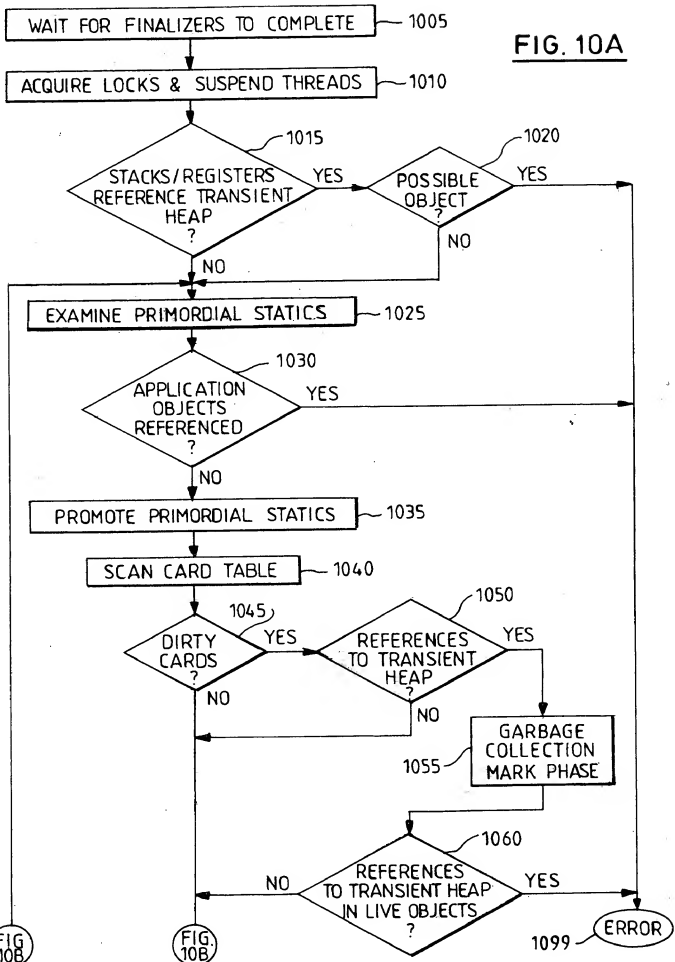 WAIT FOR FINALIZERS TO COMPLETE
1005
FIG. 10A
ACQUIRE LOCKS & SUSPEND THREADS
1010
1015
STACKS/REGISTERS
REFERENCE TRANSIENT
HEAP
?
YES
NO
1020
POSSIBLE
OBJECT
?
YES
NO
EXAMINE PRIMORDIAL STATICS
1025
1030
APPLICATION
OBJECTS
REFERENCED
?
YES
NO
PROMOTE PRIMORDIAL STATICS
1035
SCAN CARD TABLE
1040
1045
DIRTY
CARDS
?
YES
NO
1050
REFERENCES
TO TRANSIENT
HEAP
?
YES
NO
GARBAGE
COLLECTION
MARK PHASE
1055
1060
REFERENCES
TO TRANSIENT HEAP
IN LIVE OBJECTS
?
NO
YES
FIG
10B
FIG.
10B
1099
ERROR